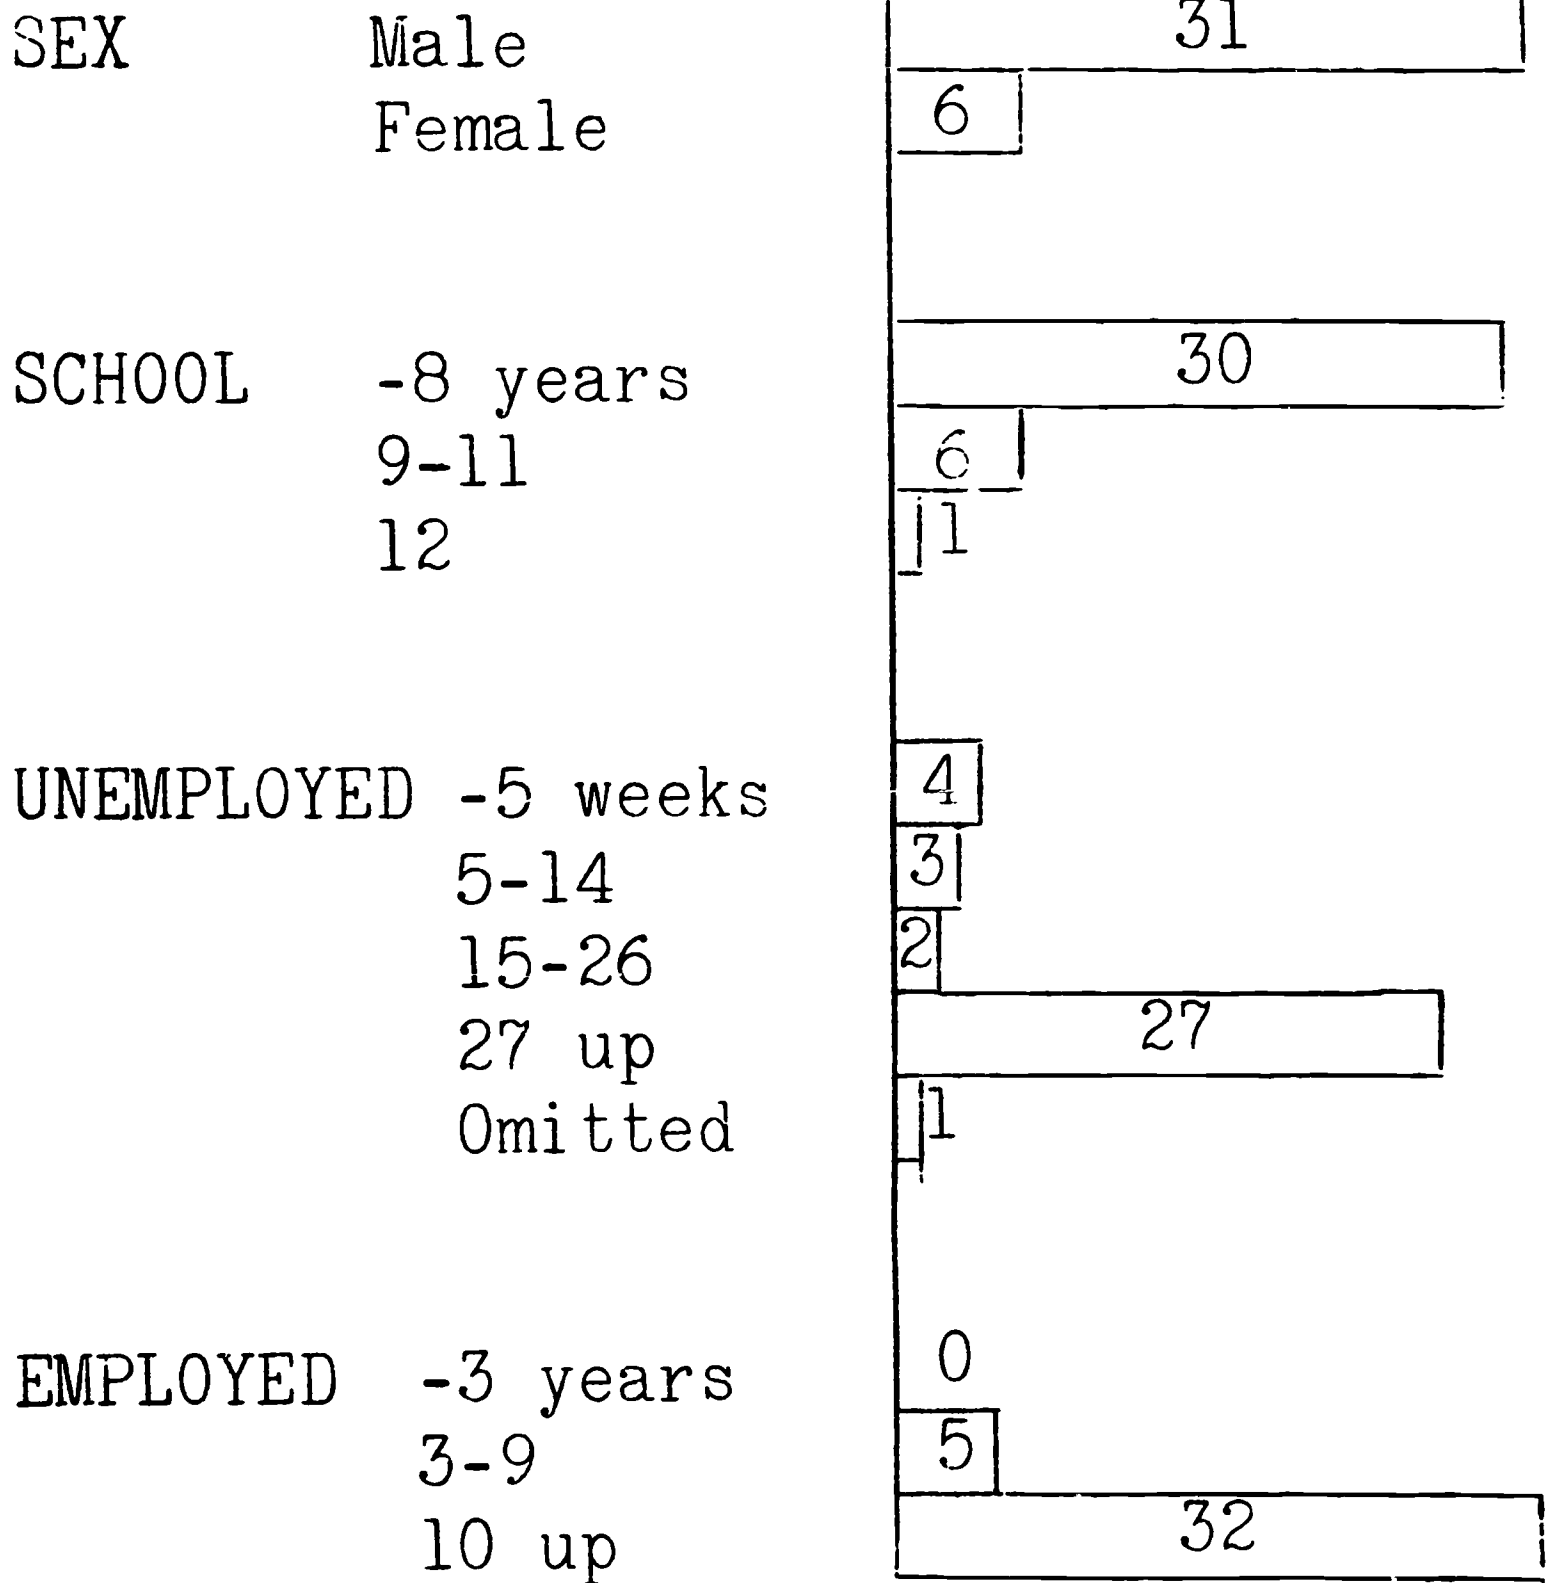 SEX Male 31
Female 6
SCHOOL -8 years 30
9-11 6
12 1
UNEMPLOYED -5 weeks 4
5-14 3
15-26 2
27 up 27
Omitted 1
EMPLOYED -3 years 0
3-9 5
10 up 32